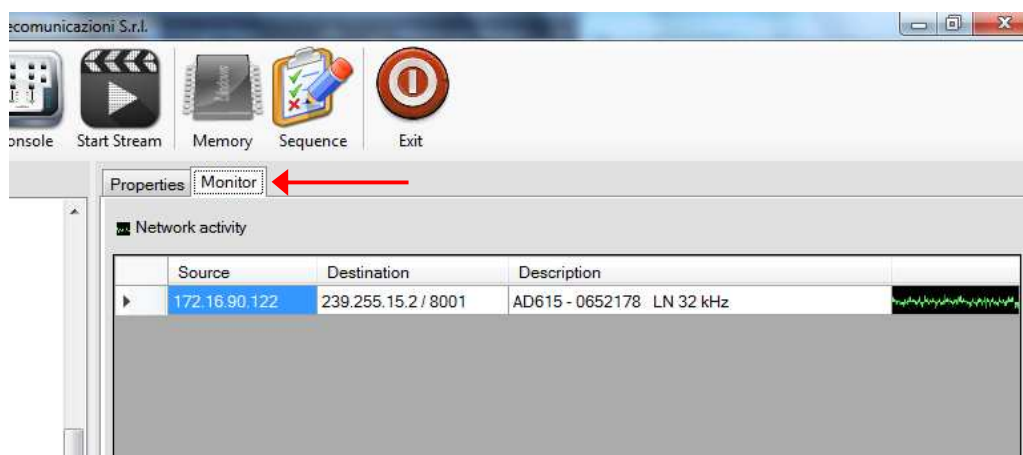 ecomunicazioni S.r.l.
onsole Start Stream Memory Sequence Exit
Properties Monitor
Network activity
Source Destination Description
172.16.90.122 239.255.15.2 / 8001 AD615 - 0652178 LN 32 kHz